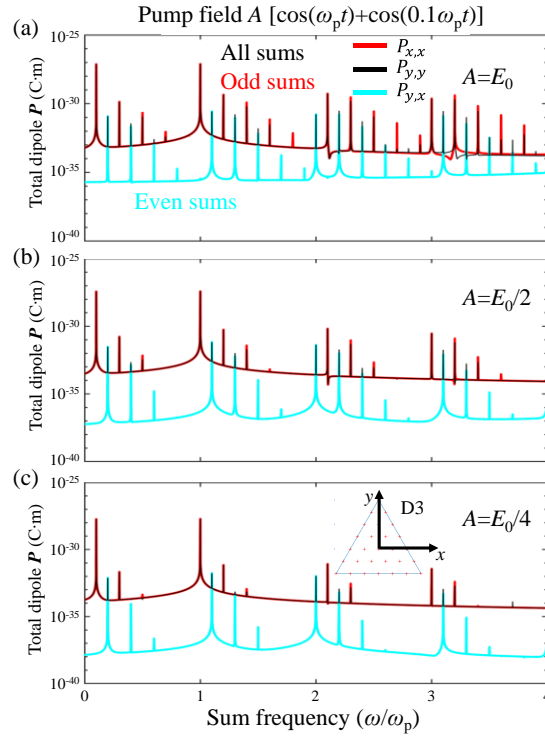 Pump field A [cos(ωₚt)+cos(0.1ωₚt)]
(a)
All sums
Odd sums
Even sums
Pₓ,ₓ
P_y,y
P_y,x
A=E₀
Total dipole P (C·m)
10⁻²⁵
10⁻³⁰
10⁻³⁵
10⁻⁴⁰
(b)
A=E₀/2
Total dipole P (C·m)
10⁻²⁵
10⁻³⁰
10⁻³⁵
10⁻⁴⁰
(c)
y
D3
x
A=E₀/4
Total dipole P (C·m)
10⁻²⁵
10⁻³⁰
10⁻³⁵
10⁻⁴⁰
0 1 2 3 4
Sum frequency (ω/ωₚ)